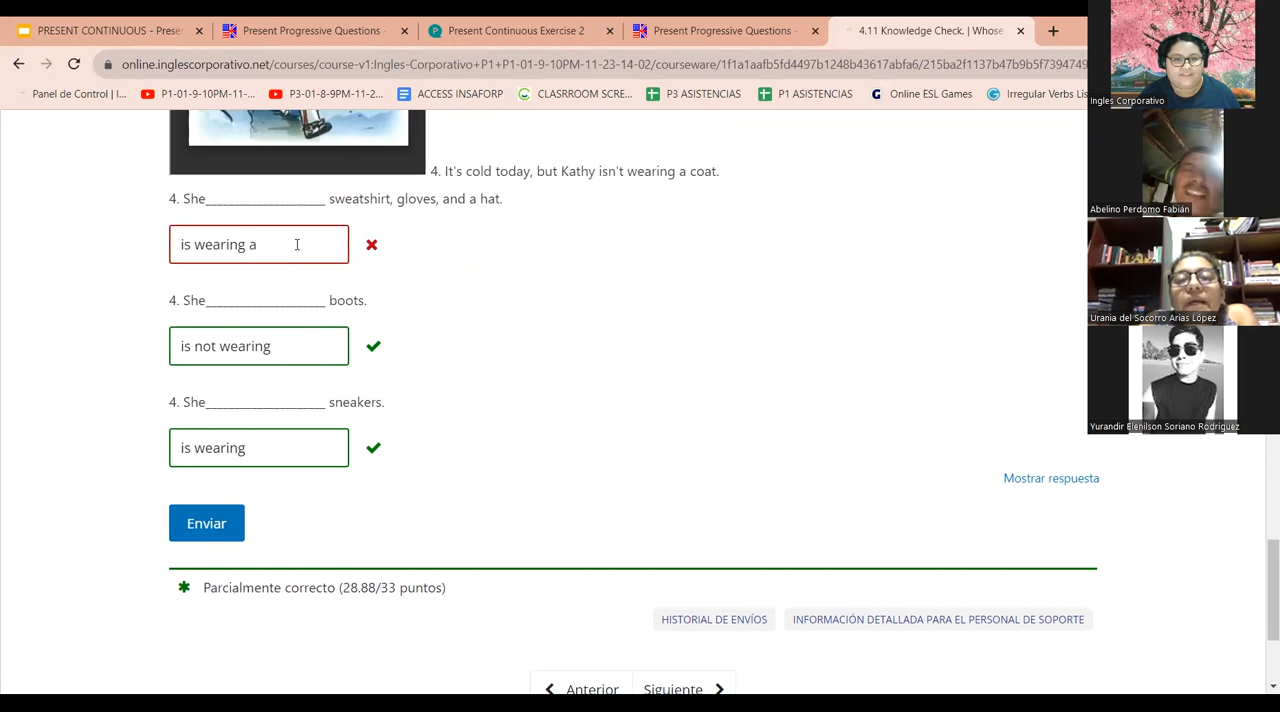 PRESENT CONTINUOUS - Prese
Present Progressive Questions -
Present Continuous Exercise 2
Present Progressive Questions -
4.11 Knowledge Check. | Whose
online.inglescorporativo.net/courses/course-v1:Ingles-Corporativo+P1+P1-01-9-10PM-11-23-14-02/courseware/1f1a1aafb5fd4497b1248b43617abfa6/215ba2f1137b47b9b5f7394749
Panel de Control | I...
P1-01-9-10PM-11-...
P3-01-8-9PM-11-2...
ACCESS INSAFORP
CLASRROOM SCRE...
P3 ASISTENCIAS
P1 ASISTENCIAS
Online ESL Games
Irregular Verbs Lis
Ingles Corporativo
Abelino Perdomo Fabián
Urania del Socorro Arias López
Yurandir Elenilson Soriano Rodriguez
4. It's cold today, but Kathy isn't wearing a coat.
4. She____________________ sweatshirt, gloves, and a hat.
is wearing a
4. She____________________ boots.
is not wearing
4. She____________________ sneakers.
is wearing
Mostrar respuesta
Enviar
Parcialmente correcto (28.88/33 puntos)
HISTORIAL DE ENVÍOS
INFORMACIÓN DETALLADA PARA EL PERSONAL DE SOPORTE
Anterior
Siguiente